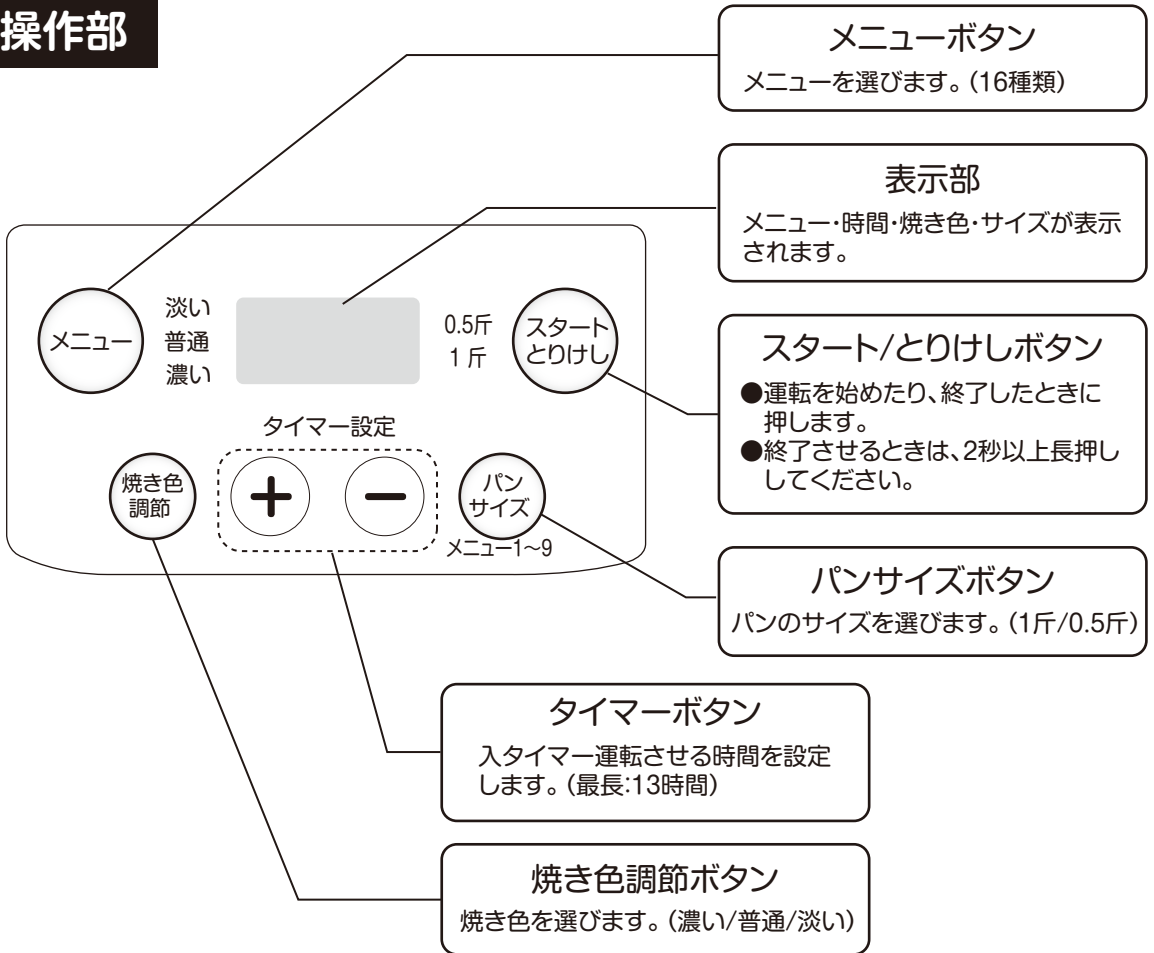 操作部
メニューボタン
メニューを選びます。(16種類)
表示部
メニュー・時間・焼き色・サイズが表示
されます。
スタート/とりけしボタン
●運転を始めたり、終了したときに
押します。
●終了させるときは、2秒以上長押し
してください。
パンサイズボタン
パンのサイズを選びます。(1斤/0.5斤)
タイマーボタン
入タイマー運転させる時間を設定
します。(最長:13時間)
焼き色調節ボタン
焼き色を選びます。(濃い/普通/淡い)
メニュー
淡い
普通
濃い
0.5斤
1斤
スタート
とりけし
タイマー設定
焼き色
調節
+
−
パン
サイズ
メニュー1~9